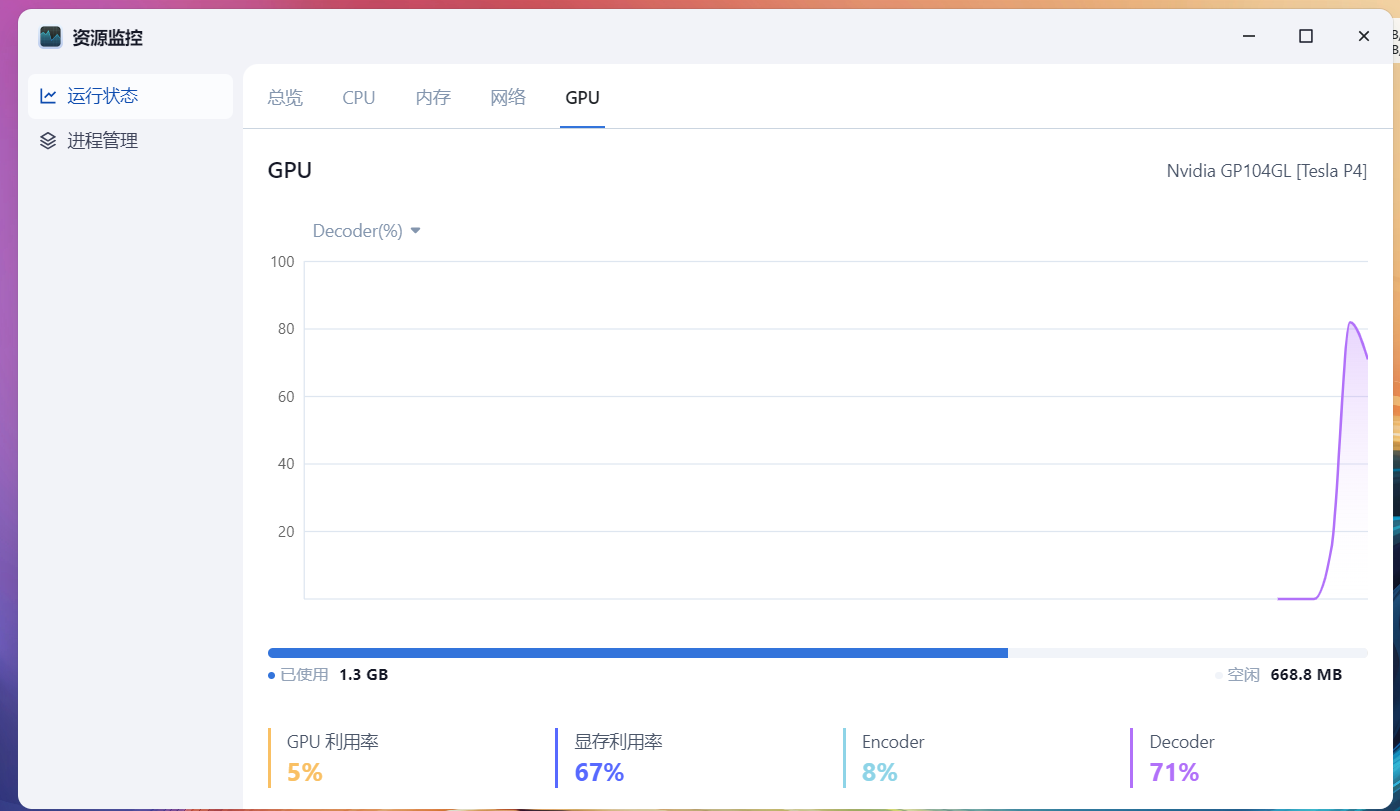 资源监控
运行状态
进程管理
总览 CPU 内存 网络 GPU
GPU
Nvidia GP104GL [Tesla P4]
Decoder(%)
100
80
60
40
20
已使用 1.3 GB
空闲 668.8 MB
GPU 利用率
5%
显存利用率
67%
Encoder
8%
Decoder
71%